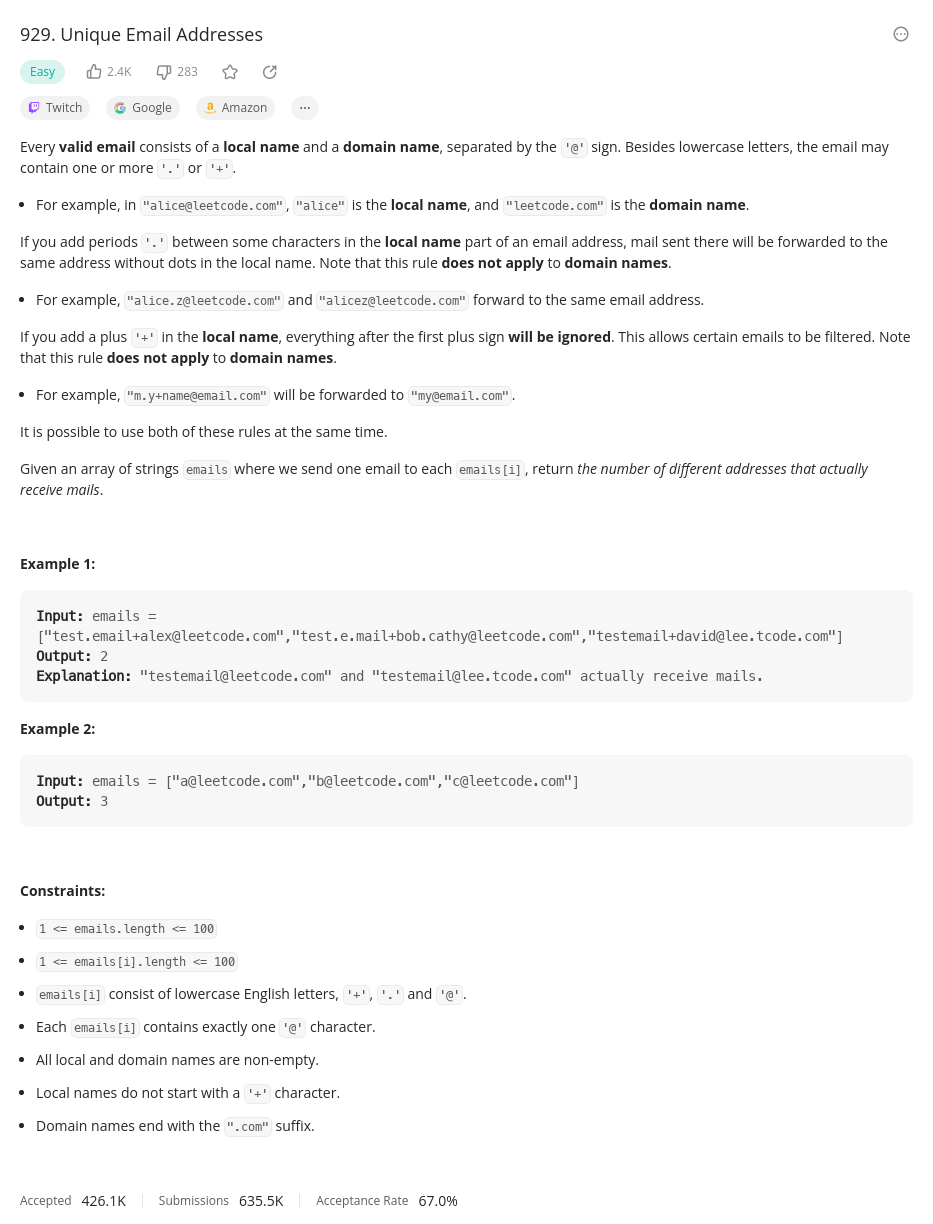 929. Unique Email Addresses
Easy 2.4K 283
Twitch Google Amazon ...
Every valid email consists of a local name and a domain name, separated by the '@' sign. Besides lowercase letters, the email may
contain one or more '.' or '+'.
• For example, in "alice@leetcode.com", "alice" is the local name, and "leetcode.com" is the domain name.
If you add periods '.' between some characters in the local name part of an email address, mail sent there will be forwarded to the
same address without dots in the local name. Note that this rule does not apply to domain names.
• For example, "alice.z@leetcode.com" and "alicez@leetcode.com" forward to the same email address.
If you add a plus '+' in the local name, everything after the first plus sign will be ignored. This allows certain emails to be filtered. Note
that this rule does not apply to domain names.
• For example, "m.y+name@email.com" will be forwarded to "my@email.com".
It is possible to use both of these rules at the same time.
Given an array of strings emails where we send one email to each emails[i], return the number of different addresses that actually
receive mails.
Example 1:
Input: emails =
["test.email+alex@leetcode.com","test.e.mail+bob.cathy@leetcode.com","testemail+david@lee.tcode.com"]
Output: 2
Explanation: "testemail@leetcode.com" and "testemail@lee.tcode.com" actually receive mails.
Example 2:
Input: emails = ["a@leetcode.com","b@leetcode.com","c@leetcode.com"]
Output: 3
Constraints:
• 1 <= emails.length <= 100
• 1 <= emails[i].length <= 100
• emails[i] consist of lowercase English letters, '+', '.' and '@'.
• Each emails[i] contains exactly one '@' character.
• All local and domain names are non-empty.
• Local names do not start with a '+' character.
• Domain names end with the ".com" suffix.
Accepted 426.1K Submissions 635.5K Acceptance Rate 67.0%